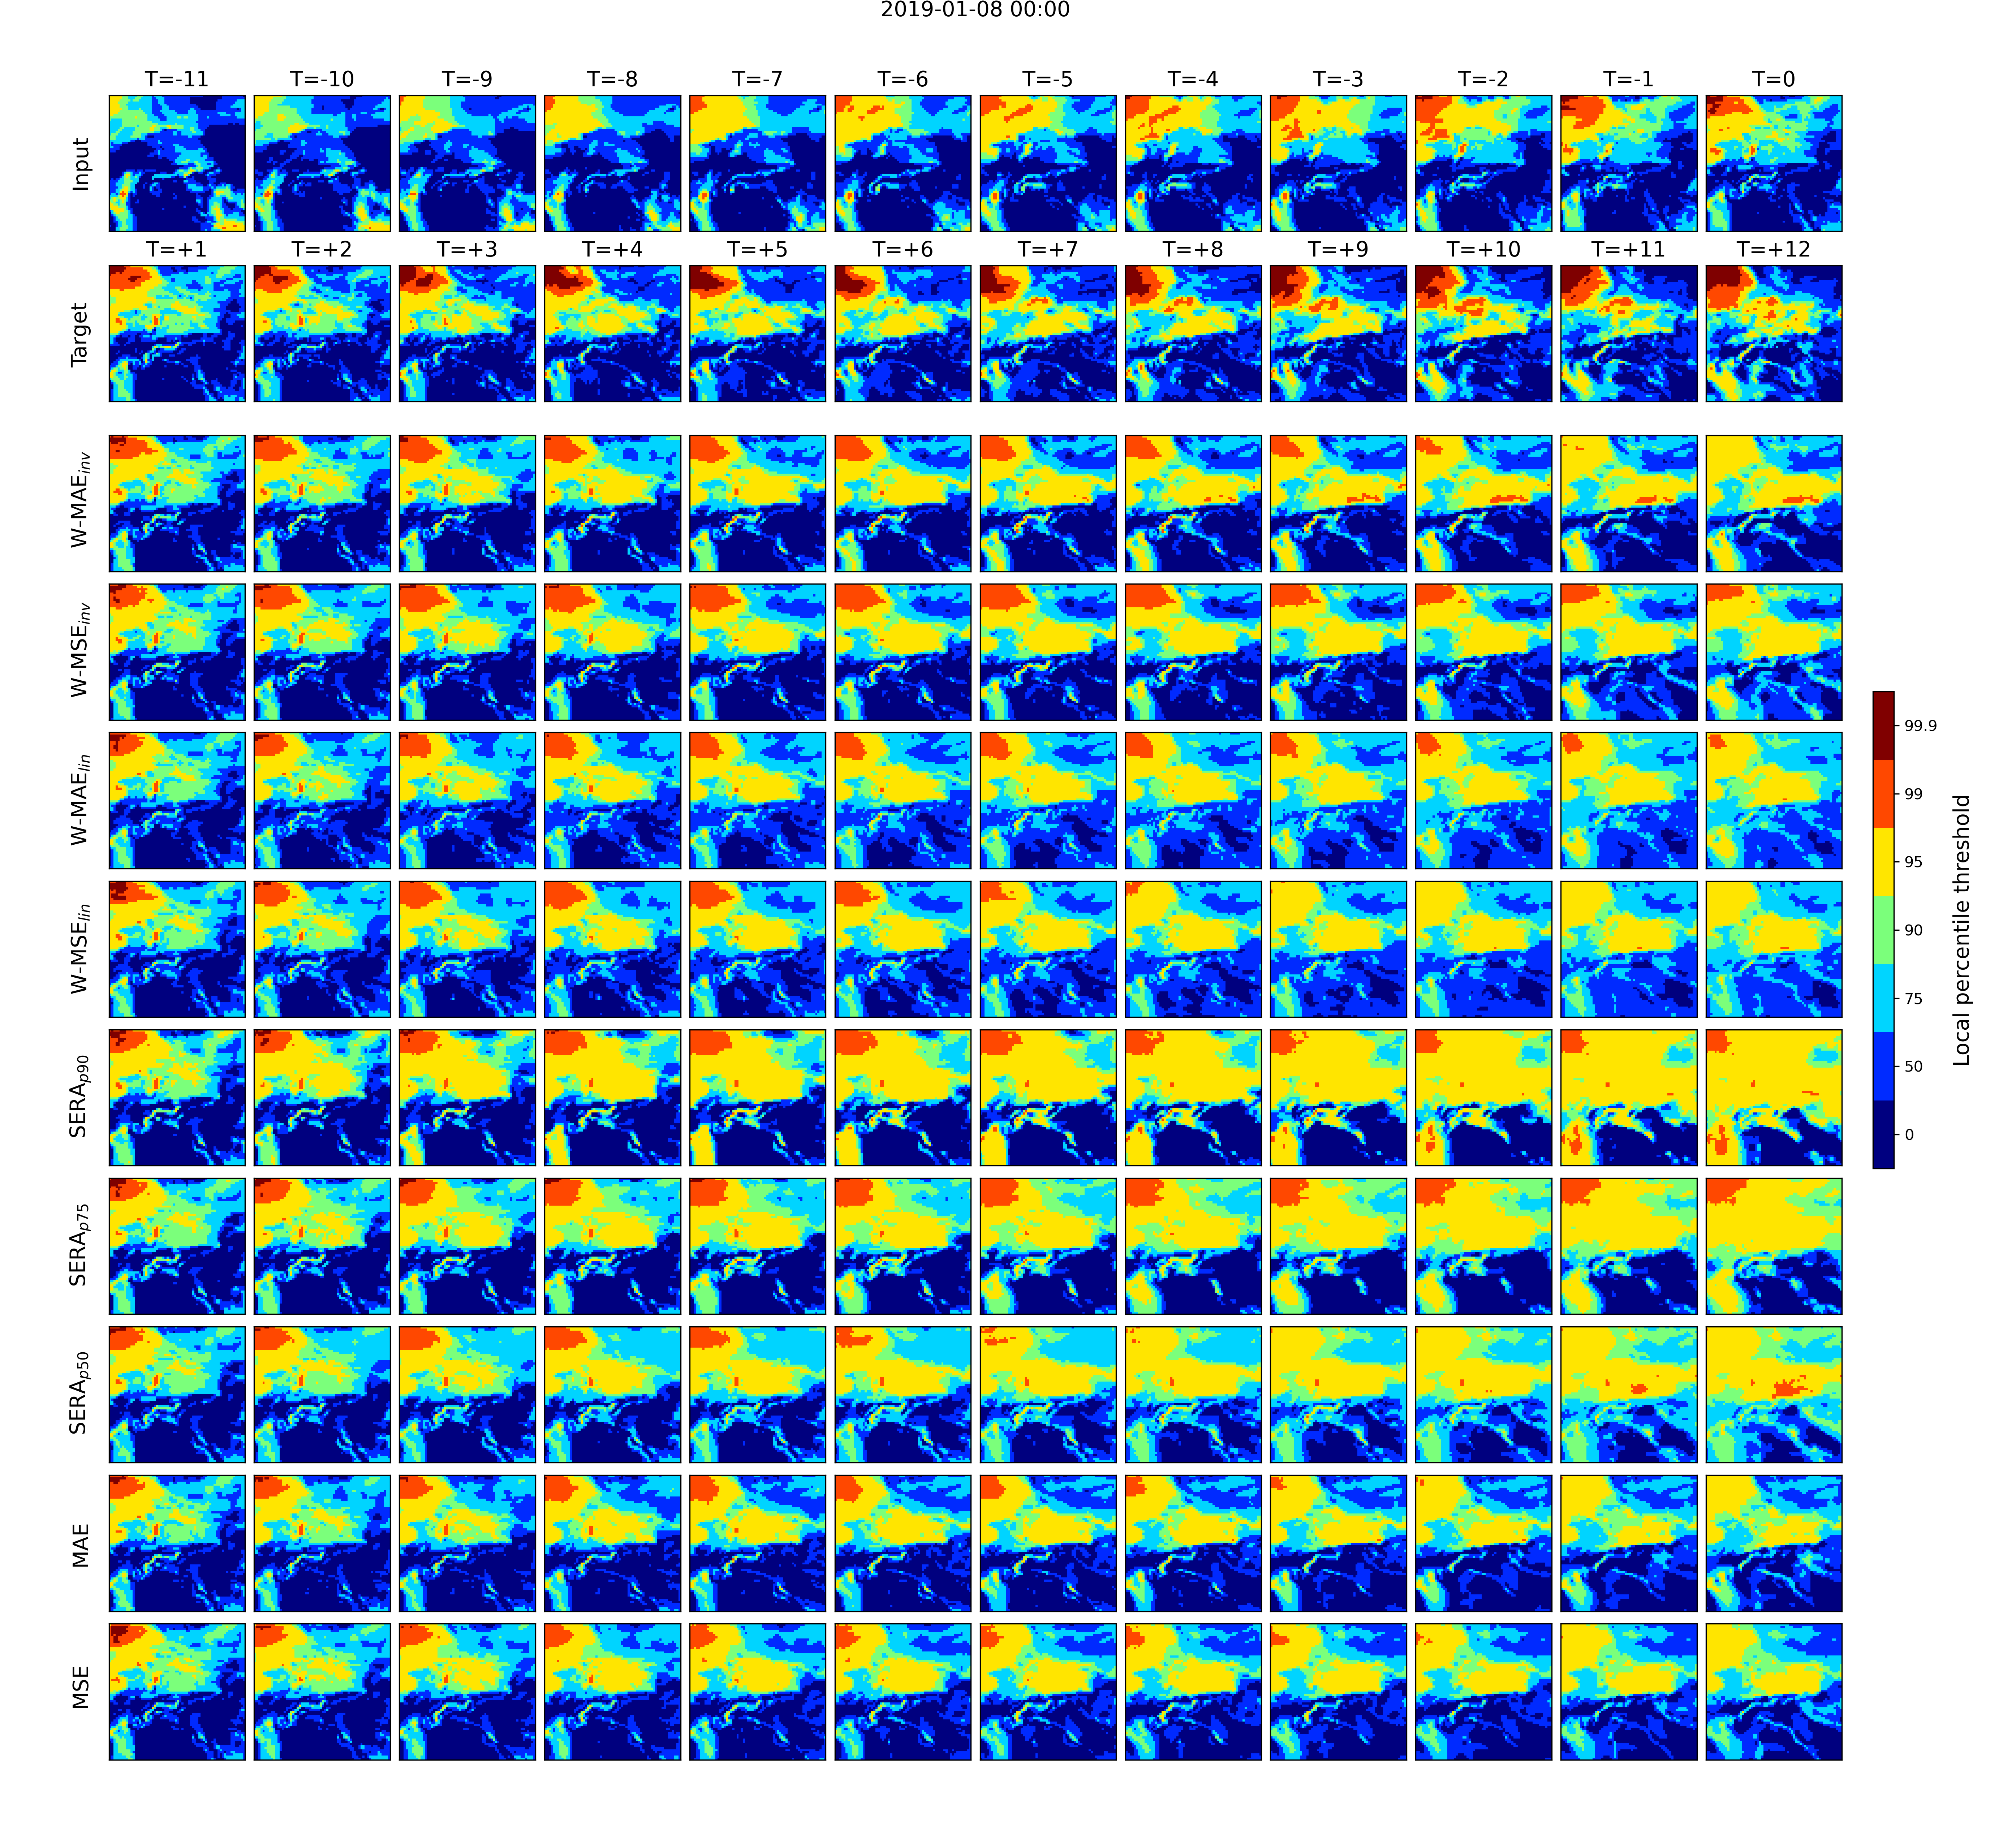 2019-01-08 00:00
T=-11 T=-10 T=-9 T=-8 T=-7 T=-6 T=-5 T=-4 T=-3 T=-2 T=-1 T=0
Input
T=+1 T=+2 T=+3 T=+4 T=+5 T=+6 T=+7 T=+8 T=+9 T=+10 T=+11 T=+12
Target
W-MAEinv
W-MSEinv
W-MAElin
W-MSElin
SERAp90
SERAp75
SERAp50
MAE
MSE
99.9
99
95
90
75
50
0
Local percentile threshold